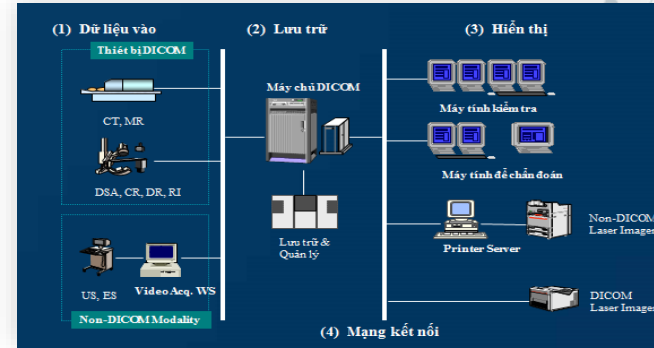 (1) Dữ liệu vào
(2) Lưu trữ
(3) Hiển thị
Thiết bị DICOM
CT, MR
DSA, CR, DR, RI
US, ES
Video Acq. WS
Non-DICOM Modality
Máy chủ DICOM
Lưu trữ &
Quản lý
Máy tính kiểm tra
Máy tính để chẩn đoán
Printer Server
Non-DICOM
Laser Image
DICOM
Laser Image
(4) Mạng kết nối